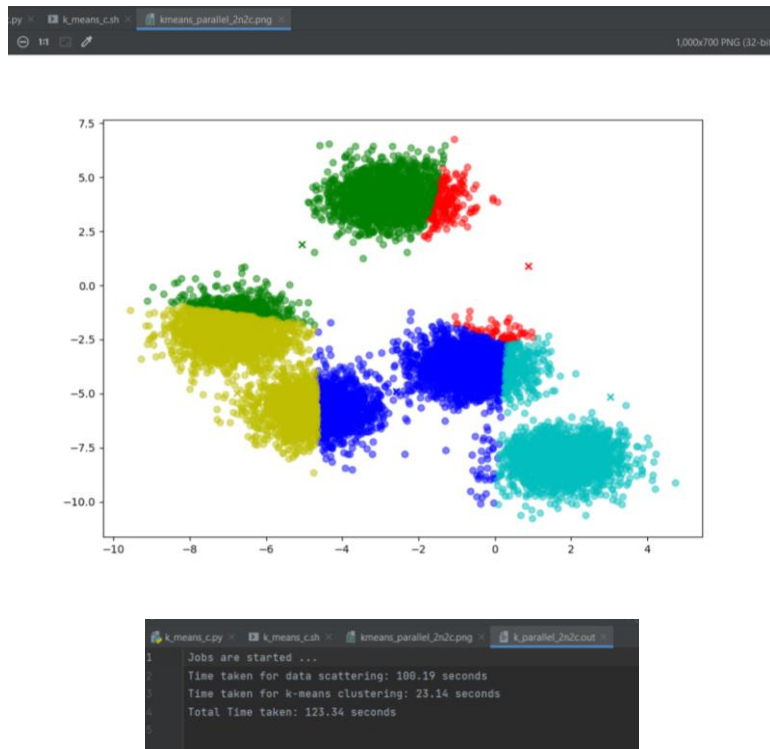 .py × k_means_c.sh × kmeans_parallel_2n2c.png ×
1:1 1,000x700 PNG (32-bit
7.5
5.0
2.5
0.0
−2.5
−5.0
−7.5
−10.0
−10 −8 −6 −4 −2 0 2 4
k_means_c.py × k_means_c.sh × kmeans_parallel_2n2c.png × k_parallel_2n2c.out ×
1 Jobs are started ...
2 Time taken for data scattering: 100.19 seconds
3 Time taken for k-means clustering: 23.14 seconds
4 Total Time taken: 123.34 seconds
5